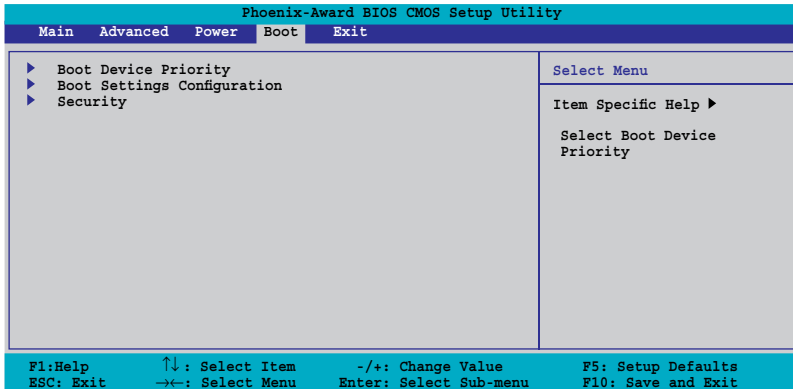 Phoenix-Award BIOS CMOS Setup Utility
Main Advanced Power Boot Exit
Boot Device Priority
Boot Settings Configuration
Security
Select Menu
Item Specific Help ▶
Select Boot Device
Priority
F1:Help ↑↓: Select Item -/+: Change Value F5: Setup Defaults
ESC: Exit →←: Select Menu Enter: Select Sub-menu F10: Save and Exit